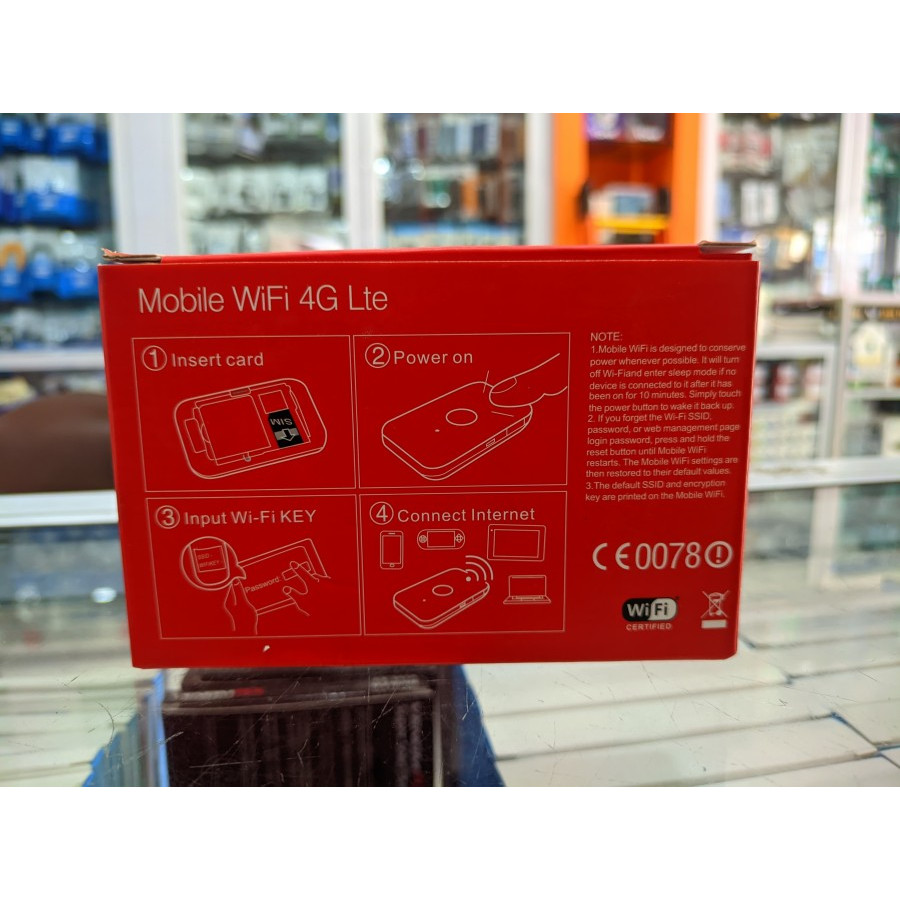 Mobile WiFi 4G Lte
1 Insert card
SIM
2 Power on
3 Input Wi-Fi KEY
Password:
4 Connect Internet
NOTE:
1.Mobile WiFi is designed to conserve
power whenever possible. It will turn
off Wi-Fiand enter sleep mode if no
device is connected to it after it has
been on for 10 minutes. Simply touch
the power button to wake it back up.
2. If you forget the Wi-Fi SSID,
password, or web management page
login password, press and hold the
reset button until Mobile WiFi
restarts. The Mobile WiFi settings are
then restored to their default values.
3.The default SSID and encryption
key are printed on the Mobile WiFi.
CE0078
WiFi
CERTIFIED